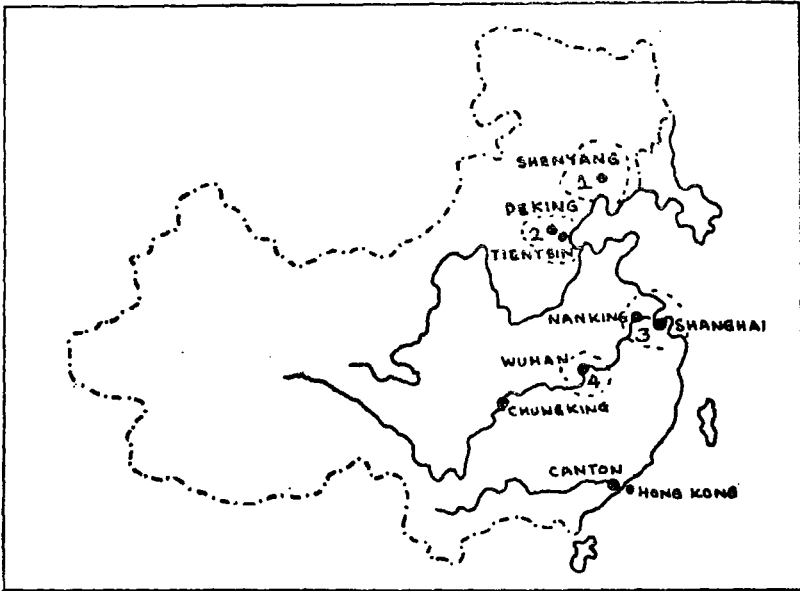 SHENYANG
1
PEKING
2
TIENTSIN
NANKING
SHANGHAI
3
WUHAN
4
CHUNGKING
CANTON
HONG KONG